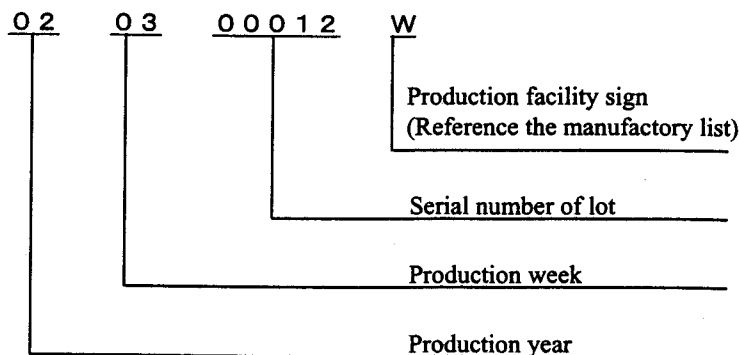 02 03 00012 W
Production facility sign
(Reference the manufactory list)
Serial number of lot
Production week
Production year